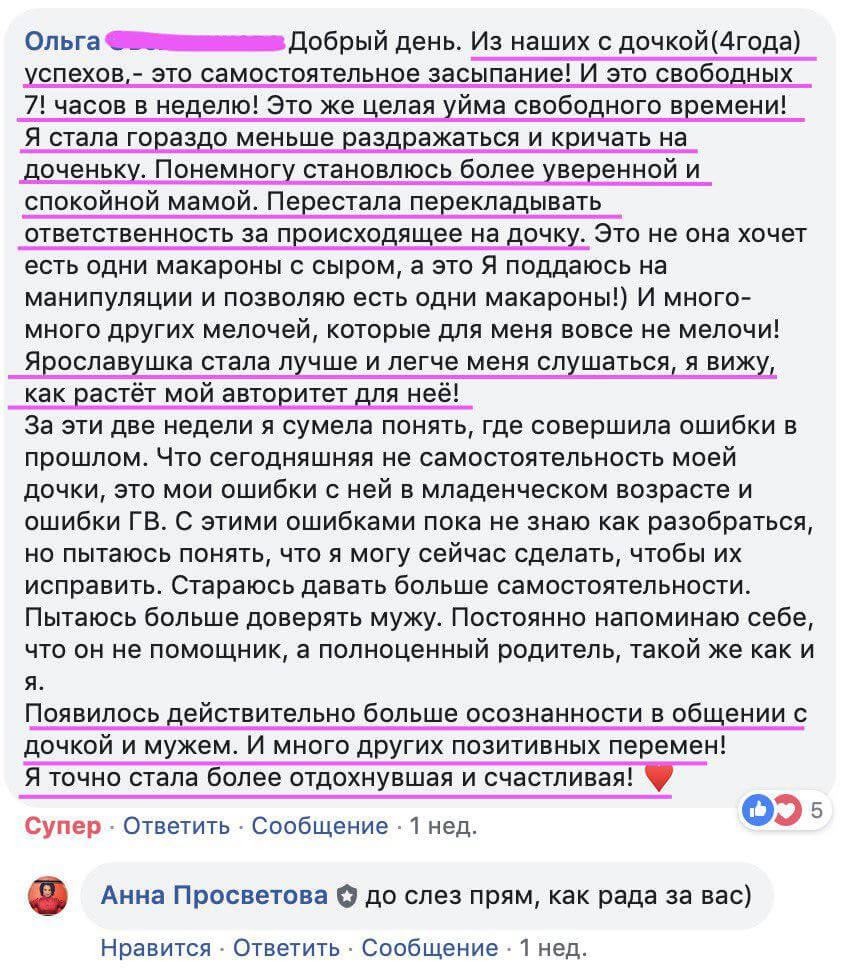 Ольга Добрый день. Из наших с дочкой(4года)
успехов,- это самостоятельное засыпание! И это свободных
7! часов в неделю! Это же целая уйма свободного времени!
Я стала гораздо меньше раздражаться и кричать на
доченьку. Понемногу становлюсь более уверенной и
спокойной мамой. Перестала перекладывать
ответственность за происходящее на дочку. Это не она хочет
есть одни макароны с сыром, а это Я поддаюсь на
манипуляции и позволяю есть одни макароны!) И много-
много других мелочей, которые для меня вовсе не мелочи!
Ярославушка стала лучше и легче меня слушаться, я вижу,
как растёт мой авторитет для неё!
За эти две недели я сумела понять, где совершила ошибки в
прошлом. Что сегодняшняя не самостоятельность моей
дочки, это мои ошибки с ней в младенческом возрасте и
ошибки ГВ. С этими ошибками пока не знаю как разобраться,
но пытаюсь понять, что я могу сейчас сделать, чтобы их
исправить. Стараюсь давать больше самостоятельности.
Пытаюсь больше доверять мужу. Постоянно напоминаю себе,
что он не помощник, а полноценный родитель, такой же как и
я.
Появилось действительно больше осознанности в общении с
дочкой и мужем. И много других позитивных перемен!
Я точно стала более отдохнувшая и счастливая! ❤️
5
Супер · Ответить · Сообщение · 1 нед.
Анна Просветова до слез прям, как рада за вас)
Нравится · Ответить · Сообщение · 1 нед.